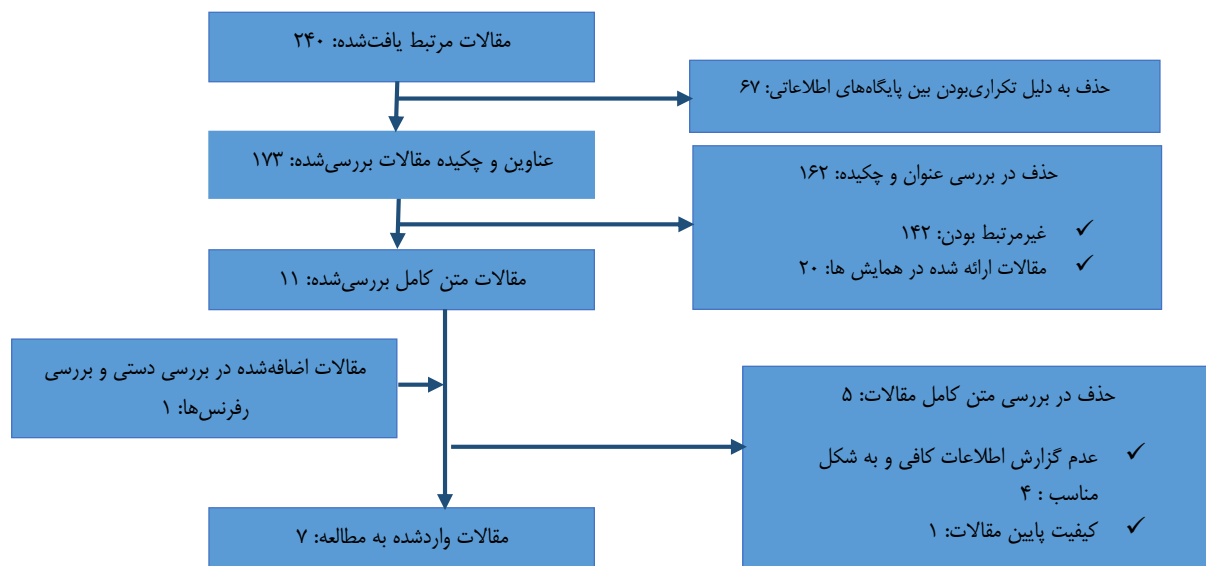 مقالات مرتبط یافت‌شده: ۲۴۰
حذف به دلیل تکراری‌بودن بین پایگاه‌های اطلاعاتی: ۶۷
عناوین و چکیده مقالات بررسی‌شده: ۱۷۳
حذف در بررسی عنوان و چکیده: ۱۶۲
✓ غیرمرتبط بودن: ۱۴۲
✓ مقالات ارائه شده در همایش ها: ۲۰
مقالات متن کامل بررسی‌شده: ۱۱
مقالات اضافه‌شده در بررسی دستی و بررسی
رفرنس‌ها: ۱
حذف در بررسی متن کامل مقالات: ۵
✓ عدم گزارش اطلاعات کافی و به شکل
مناسب : ۴
✓ کیفیت پایین مقالات: ۱
مقالات واردشده به مطالعه: ۷